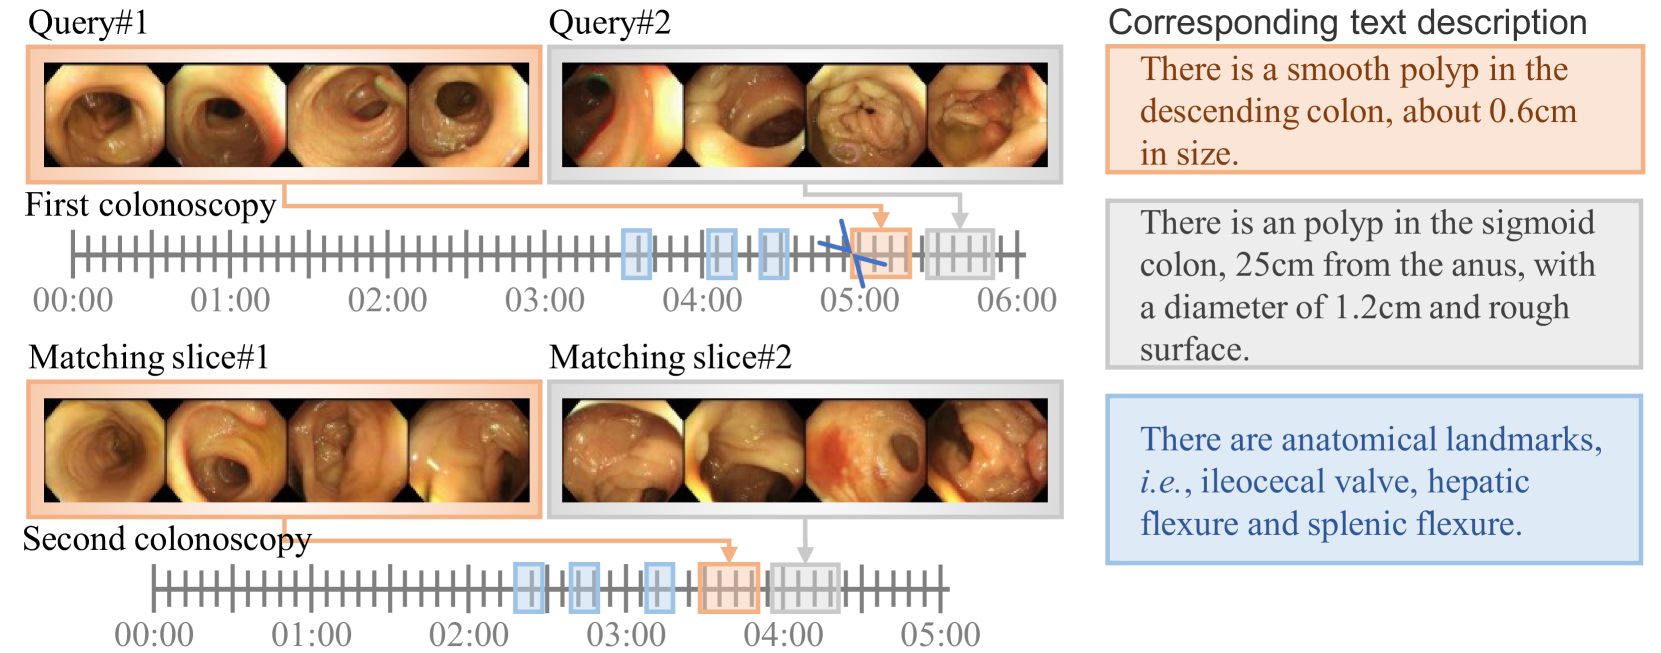 Query#1
Query#2
Corresponding text description
There is a smooth polyp in the
descending colon, about 0.6cm
in size.
First colonoscopy
00:00 01:00 02:00 03:00 04:00 05:00 06:00
There is an polyp in the sigmoid
colon, 25cm from the anus, with
a diameter of 1.2cm and rough
surface.
Matching slice#1
Matching slice#2
There are anatomical landmarks,
i.e., ileocecal valve, hepatic
flexure and splenic flexure.
Second colonoscopy
00:00 01:00 02:00 03:00 04:00 05:00